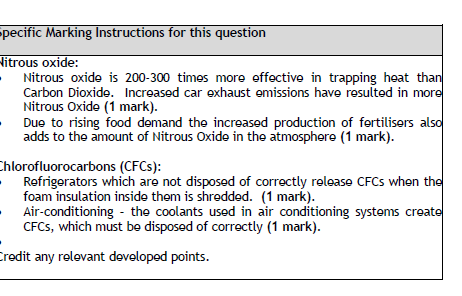 Specific Marking Instructions for this question
Nitrous oxide:
Nitrous oxide is 200-300 times more effective in trapping heat than
Carbon Dioxide. Increased car exhaust emissions have resulted in more
Nitrous Oxide (1 mark).
Due to rising food demand the increased production of fertilisers also
adds to the amount of Nitrous Oxide in the atmosphere (1 mark).
Chlorofluorocarbons (CFCs):
Refrigerators which are not disposed of correctly release CFCs when the
foam insulation inside them is shredded. (1 mark).
Air-conditioning - the coolants used in air conditioning systems create
CFCs, which must be disposed of correctly (1 mark).
Credit any relevant developed points.